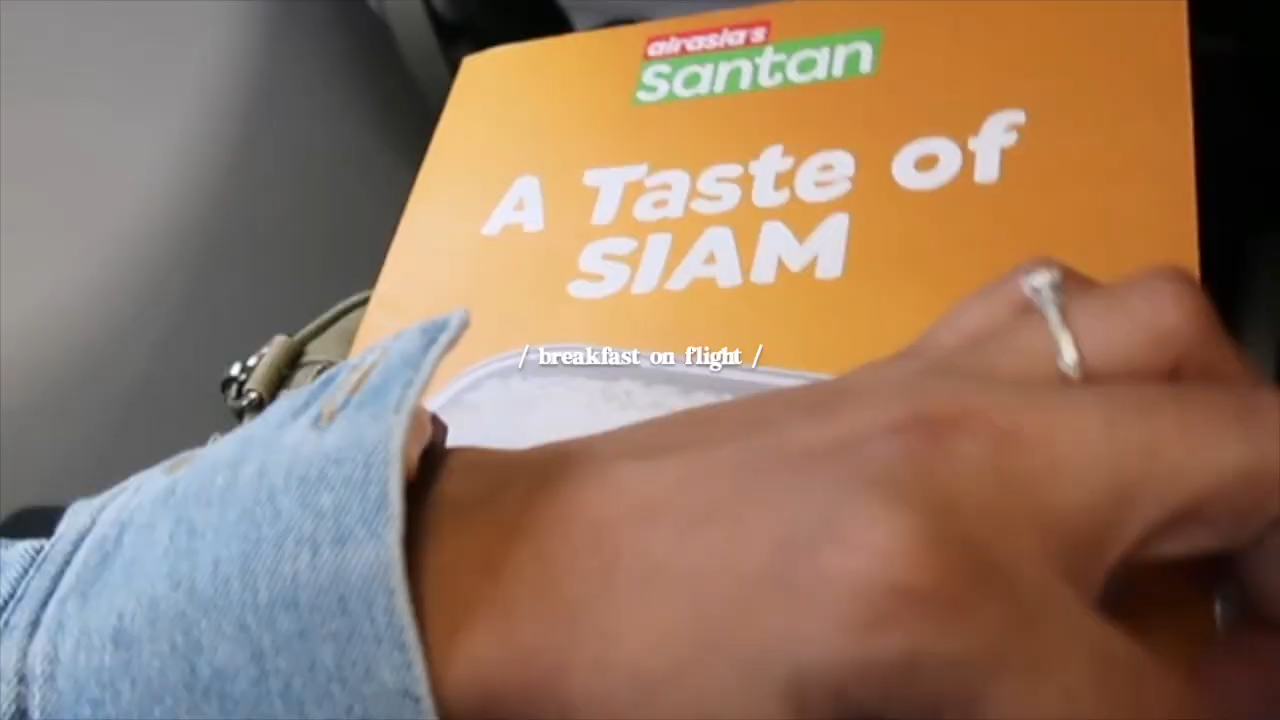 airasia's
santan
A Taste of
SIAM
/ breakfast on flight /